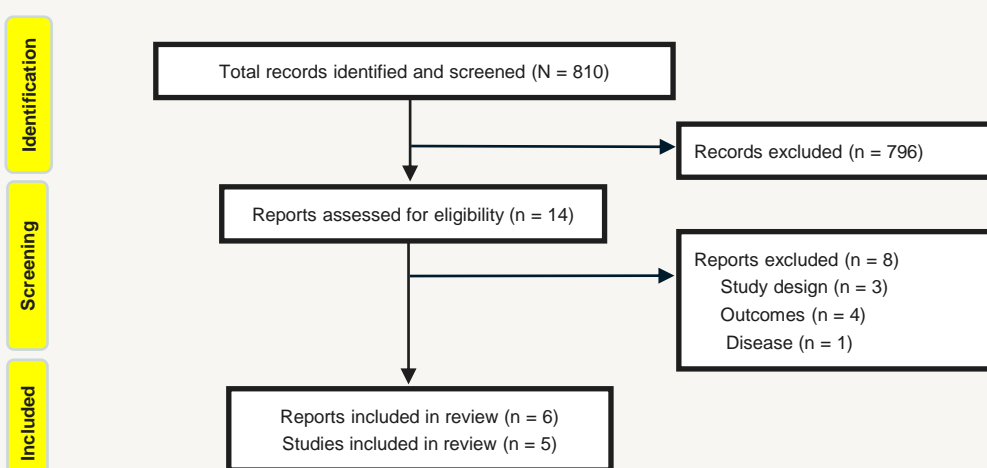 Identification
Total records identified and screened (N = 810)
Records excluded (n = 796)
Screening
Reports assessed for eligibility (n = 14)
Reports excluded (n = 8)
Study design (n = 3)
Outcomes (n = 4)
Disease (n = 1)
Included
Reports included in review (n = 6)
Studies included in review (n = 5)